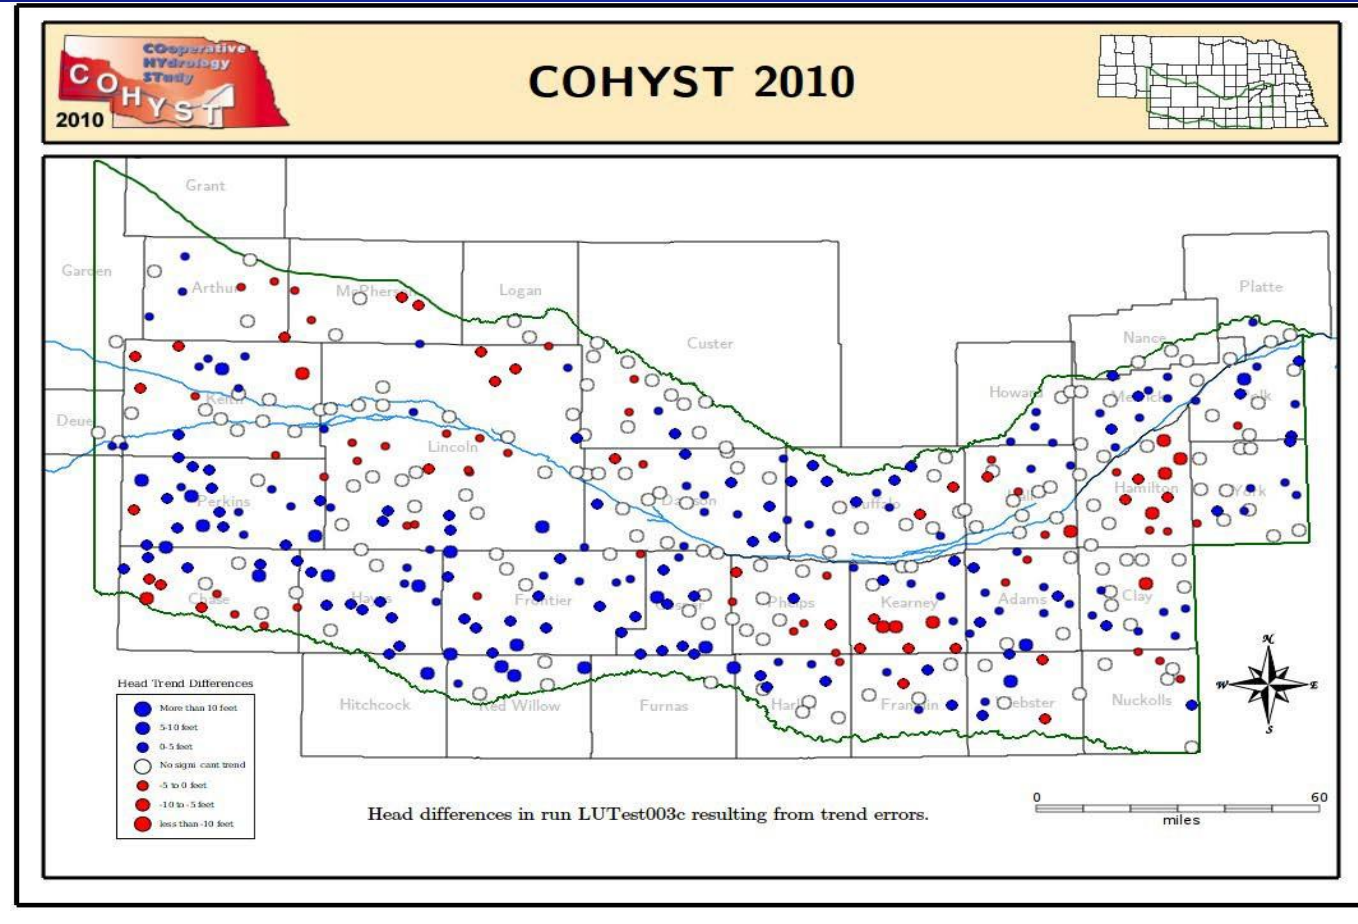 COoperative
HYdrology
STudy
COHYST
2010
COHYST 2010
Grant
Garden
Arthur
McPherson
Logan
Platte
Custer
Nance
Howard
Merrick
Polk
Keith
Deue
Lincoln
Perkins
Dawson
Buffalo
Hall
Hamilton
York
Chase
Hayes
Frontier
Gosper
Phelps
Kearney
Adams
Clay
Hitchcock
Red Willow
Furnas
Harlan
Franklin
Webster
Nuckolls
N
W
E
S
Head Trend Differences
More than 10 feet
5-10 feet
0-5 feet
No signi cant trend
-5 to 0 feet
-10 to -5 feet
less than -10 feet
Head differences in run LUTest003c resulting from trend errors.
0 60
miles